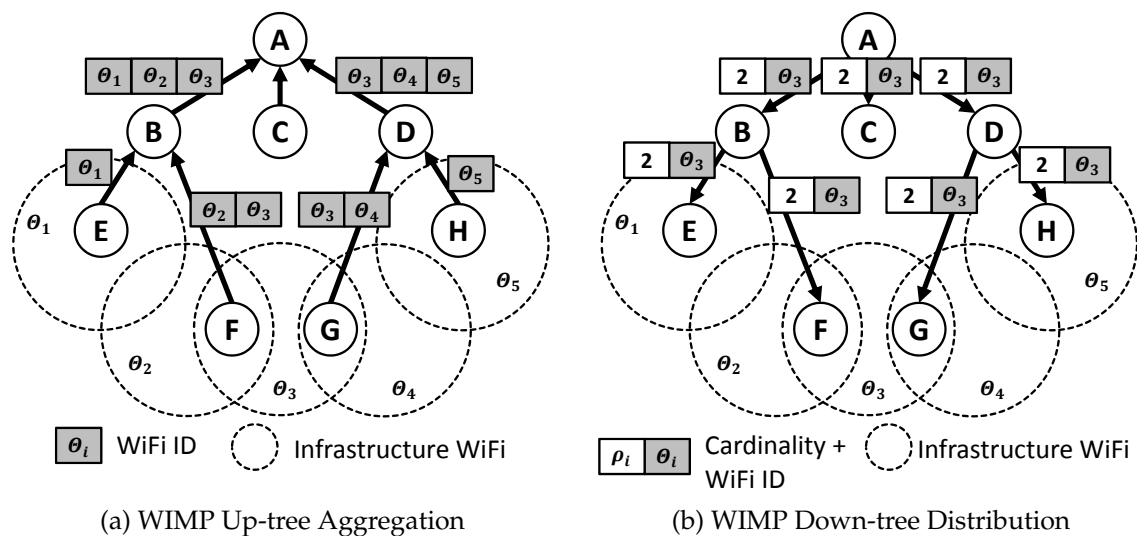 A
Θ₁ Θ₂ Θ₃
Θ₃ Θ₄ Θ₅
B
C
D
Θ₁
Θ₅
Θ₂ Θ₃
Θ₃ Θ₄
Θ₁
E
H
Θ₅
F
G
Θ₂
Θ₃
Θ₄
Θᵢ WiFi ID
Infrastructure WiFi
(a) WIMP Up-tree Aggregation
A
2 Θ₃
2 Θ₃
2 Θ₃
B
C
D
2 Θ₃
2 Θ₃
2 Θ₃
2 Θ₃
Θ₁
E
H
Θ₅
F
G
Θ₂
Θ₃
Θ₄
ρᵢ Θᵢ Cardinality +
WiFi ID
Infrastructure WiFi
(b) WIMP Down-tree Distribution